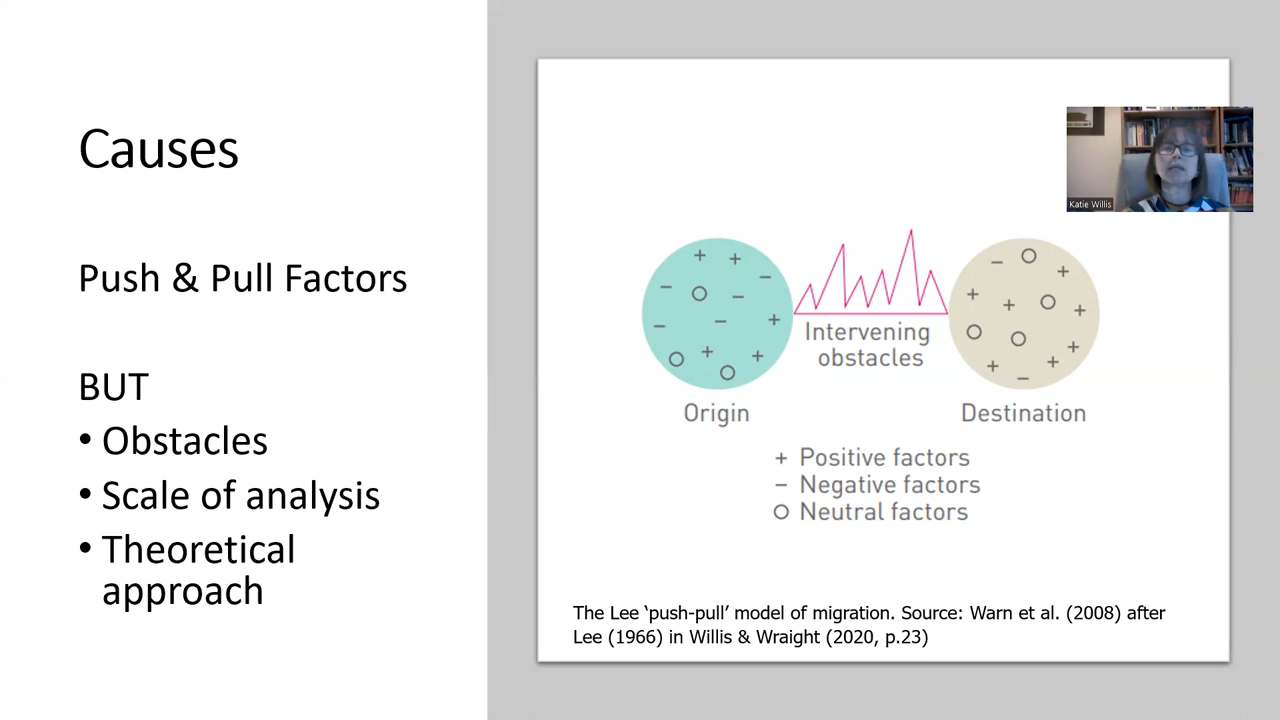 Causes
Push & Pull Factors
BUT
• Obstacles
• Scale of analysis
• Theoretical
approach
Katie Willis
Intervening
obstacles
Origin
Destination
+ Positive factors
− Negative factors
○ Neutral factors
The Lee ‘push-pull’ model of migration. Source: Warn et al. (2008) after
Lee (1966) in Willis & Wraight (2020, p.23)